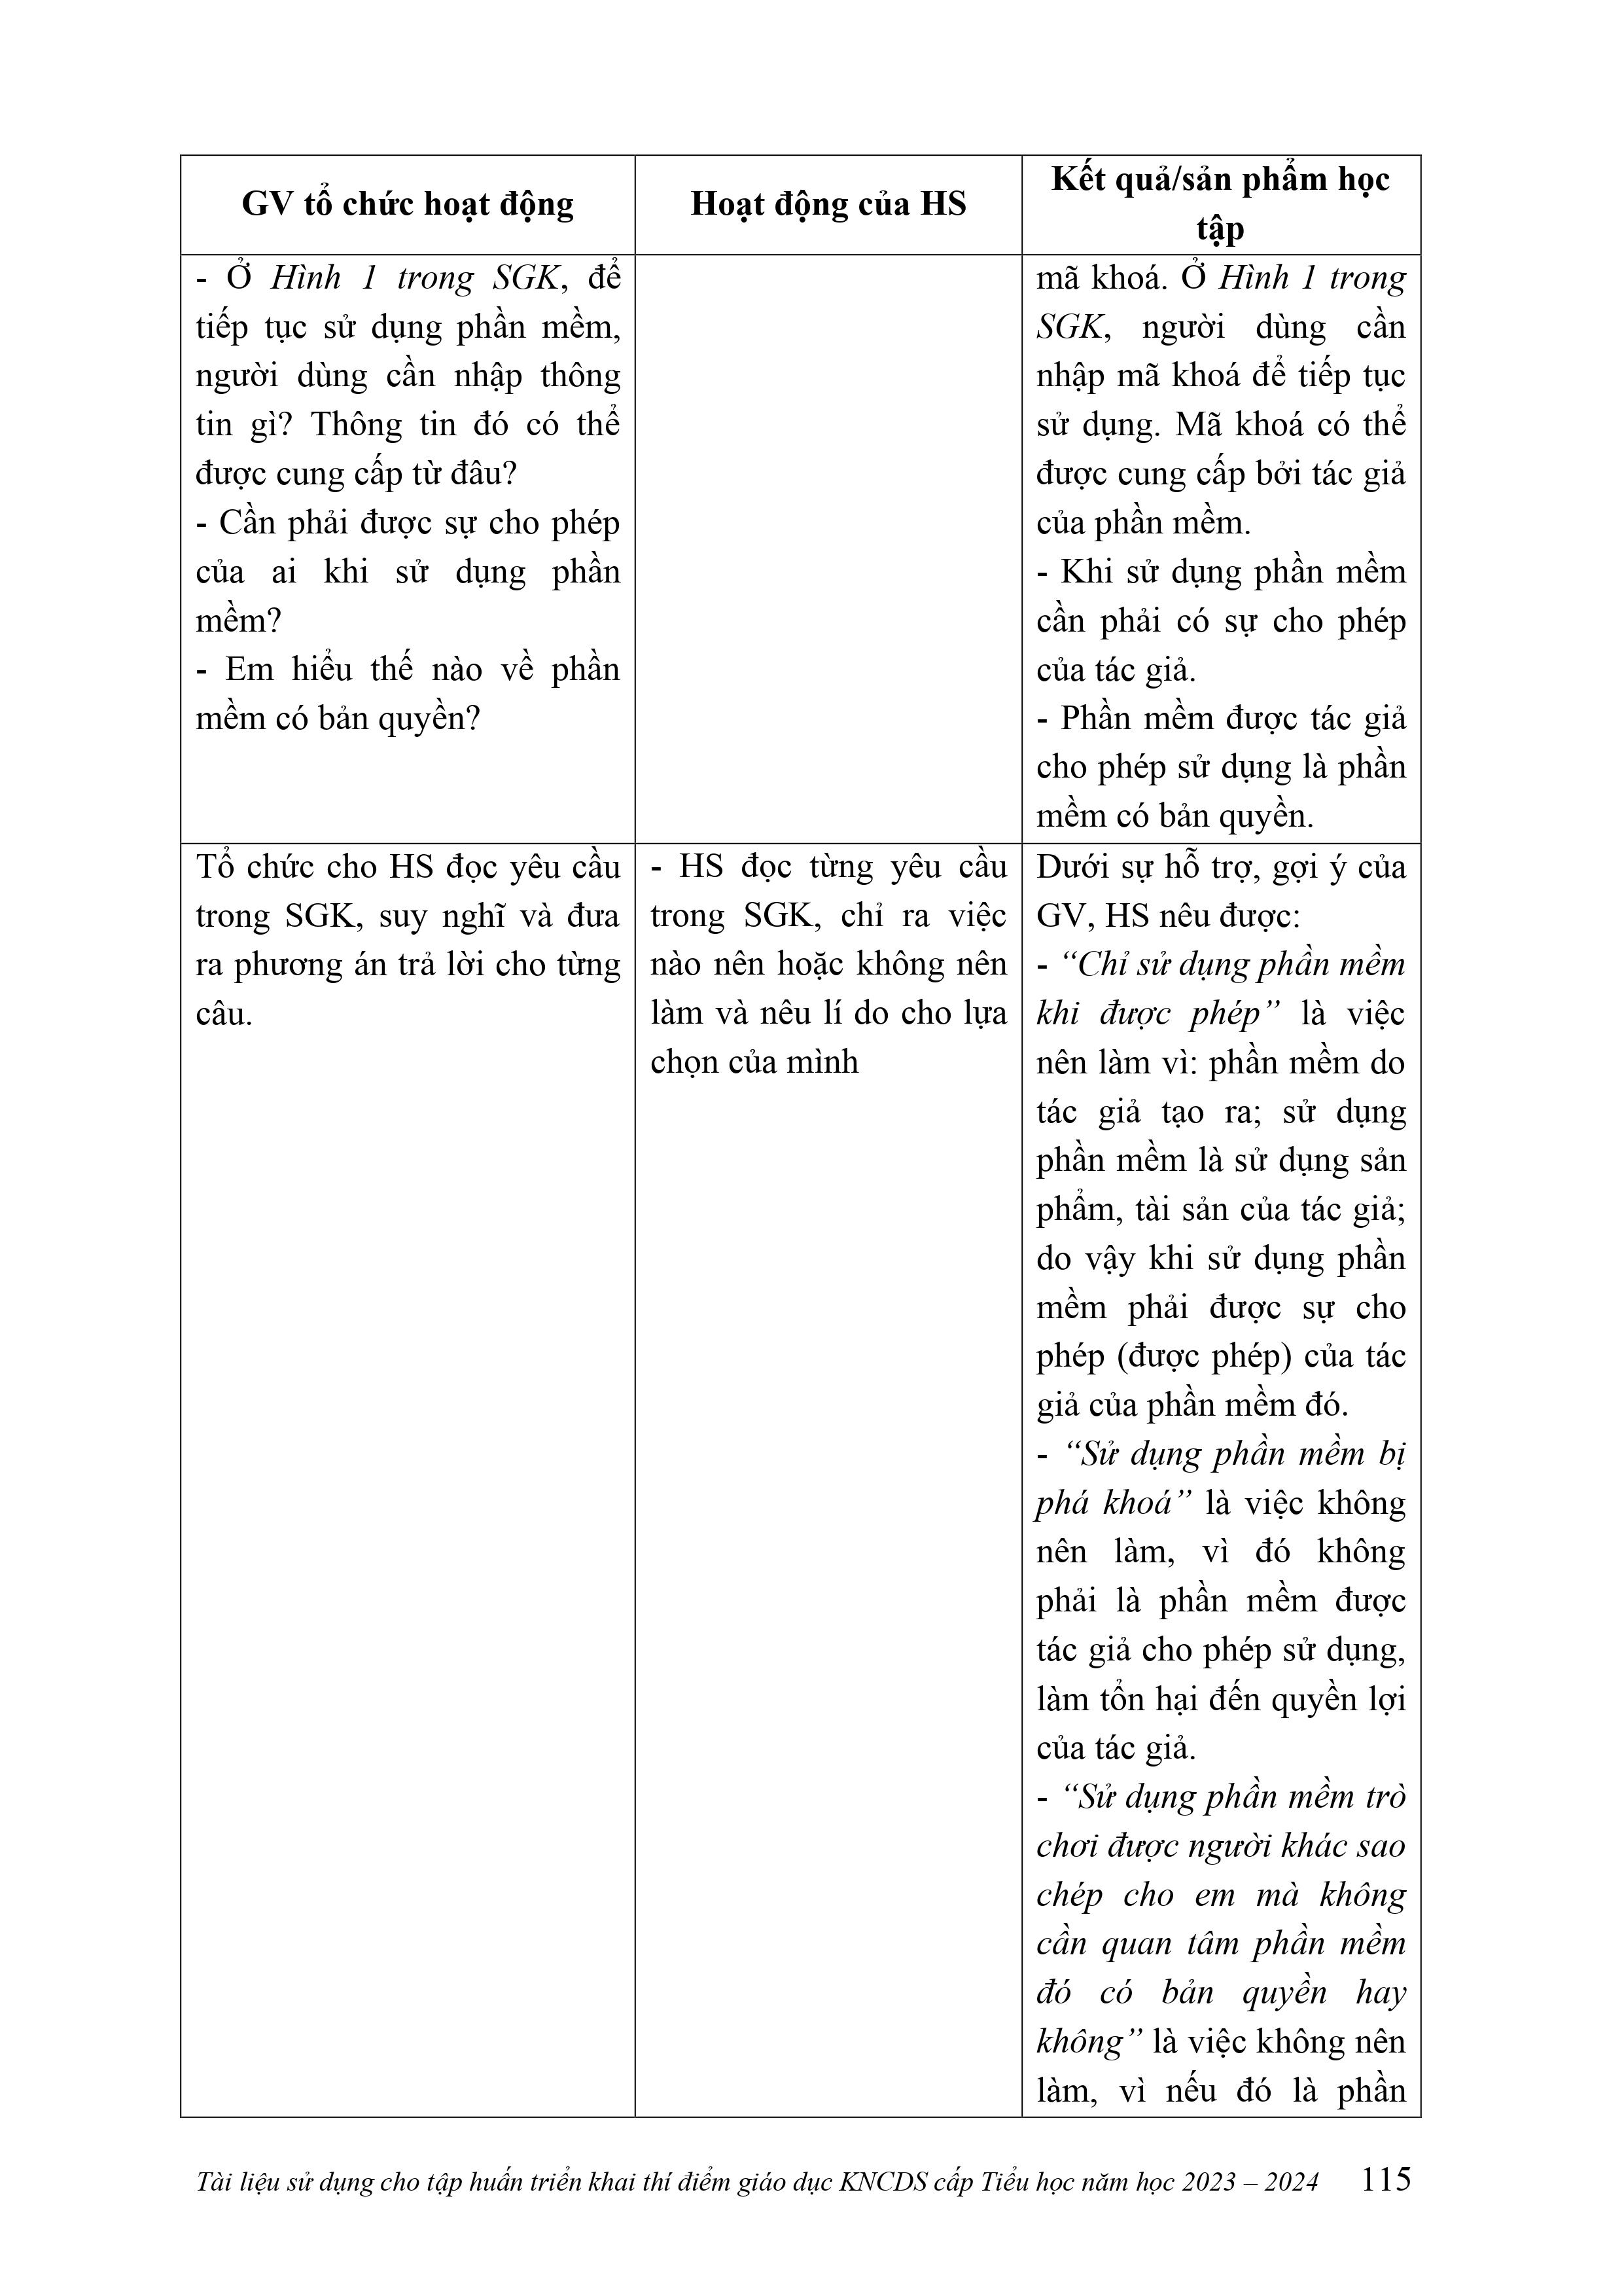 GV tổ chức hoạt động
Hoạt động của HS
Kết quả/sản phẩm học
tập
- Ở Hình 1 trong SGK, để
tiếp tục sử dụng phần mềm,
người dùng cần nhập thông
tin gì? Thông tin đó có thể
được cung cấp từ đâu?
- Cần phải được sự cho phép
của ai khi sử dụng phần
mềm?
- Em hiểu thế nào về phần
mềm có bản quyền?
mã khoá. Ở Hình 1 trong
SGK, người dùng cần
nhập mã khoá để tiếp tục
sử dụng. Mã khoá có thể
được cung cấp bởi tác giả
của phần mềm.
- Khi sử dụng phần mềm
cần phải có sự cho phép
của tác giả.
- Phần mềm được tác giả
cho phép sử dụng là phần
mềm có bản quyền.
Tổ chức cho HS đọc yêu cầu
trong SGK, suy nghĩ và đưa
ra phương án trả lời cho từng
câu.
- HS đọc từng yêu cầu
trong SGK, chỉ ra việc
nào nên hoặc không nên
làm và nêu lí do cho lựa
chọn của mình
Dưới sự hỗ trợ, gợi ý của
GV, HS nêu được:
- “Chỉ sử dụng phần mềm
khi được phép” là việc
nên làm vì: phần mềm do
tác giả tạo ra; sử dụng
phần mềm là sử dụng sản
phẩm, tài sản của tác giả;
do vậy khi sử dụng phần
mềm phải được sự cho
phép (được phép) của tác
giả của phần mềm đó.
- “Sử dụng phần mềm bị
phá khoá” là việc không
nên làm, vì đó không
phải là phần mềm được
tác giả cho phép sử dụng,
làm tổn hại đến quyền lợi
của tác giả.
- “Sử dụng phần mềm trò
chơi được người khác sao
chép cho em mà không
cần quan tâm phần mềm
đó có bản quyền hay
không” là việc không nên
làm, vì nếu đó là phần
Tài liệu sử dụng cho tập huấn triển khai thí điểm giáo dục KNCDS cấp Tiểu học năm học 2023 – 2024 115